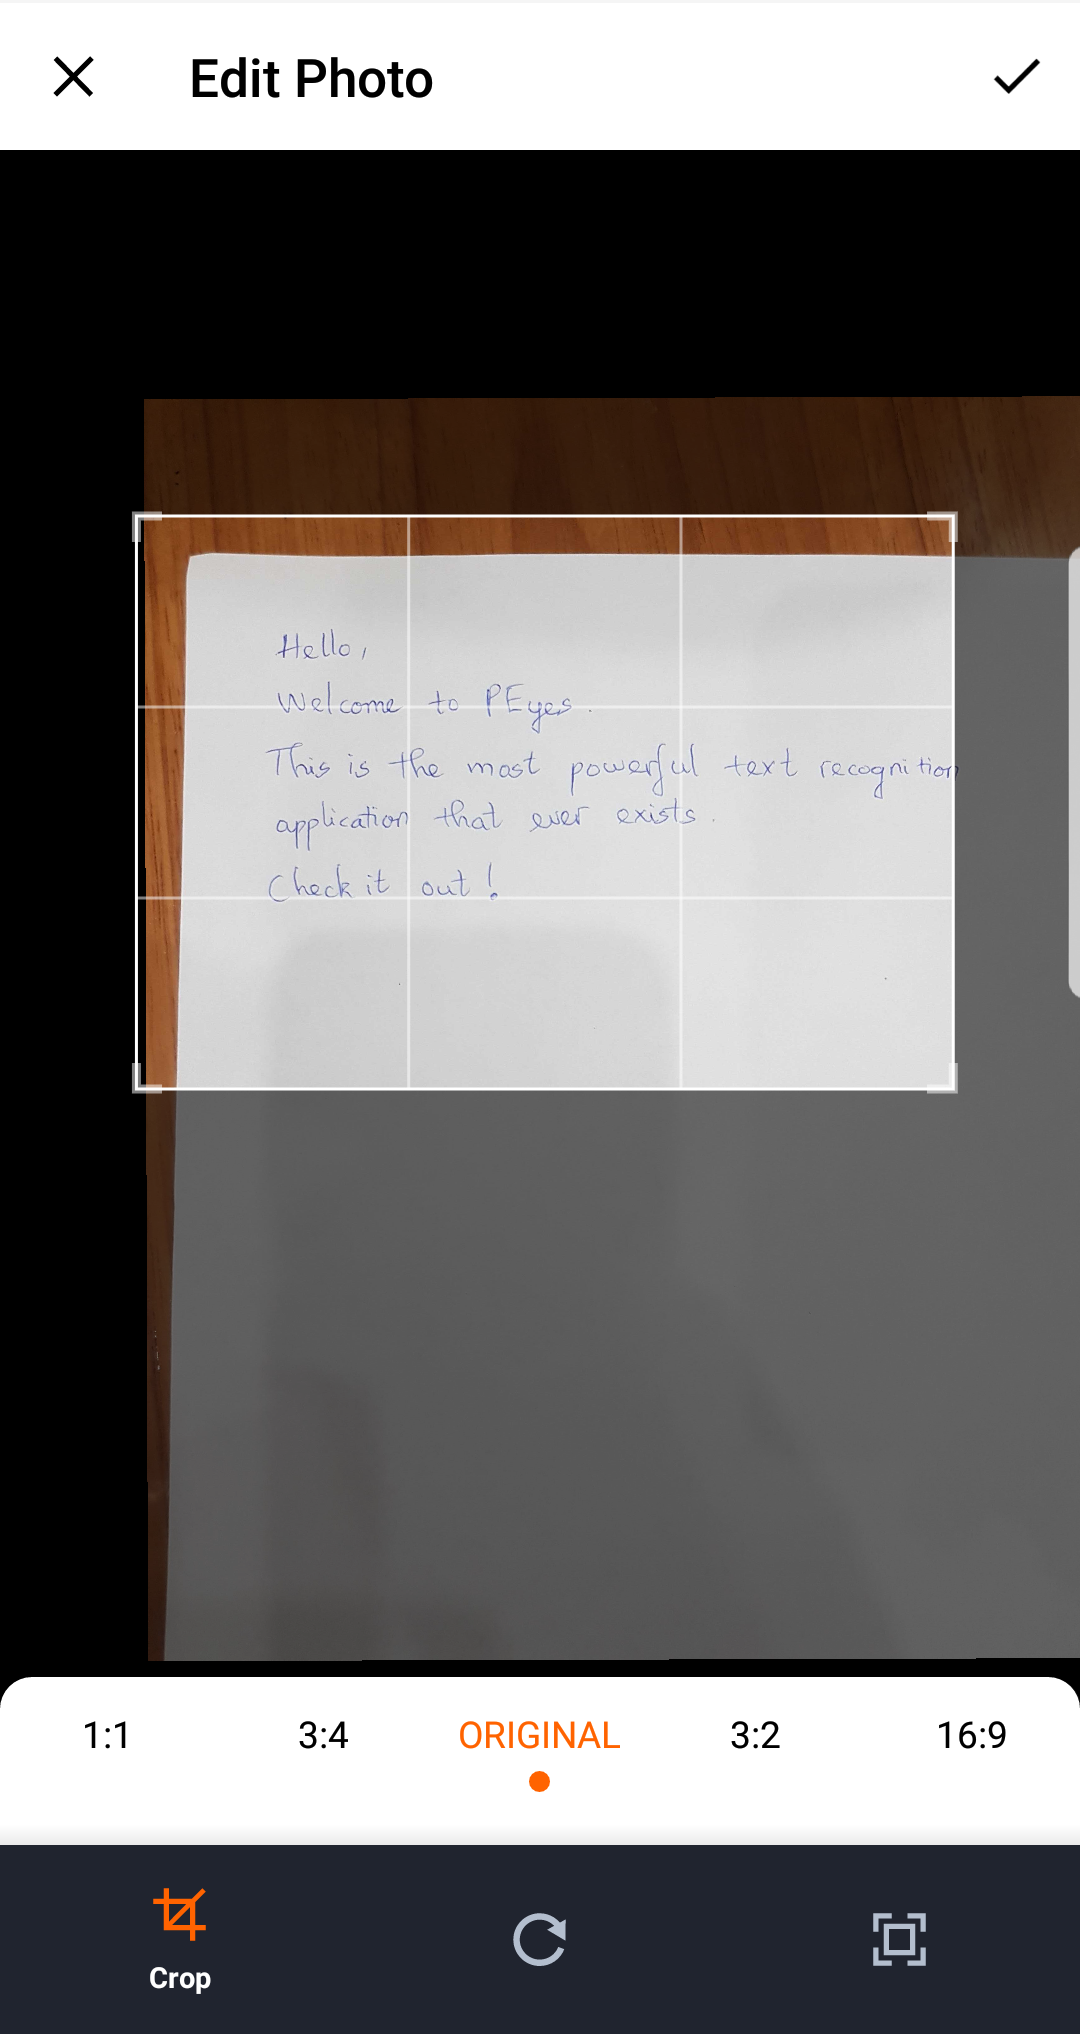 Edit Photo
Hello,
Welcome to PEyes.
This is the most powerful text recognition
application that ever exists.
Check it out!
1:1 3:4 ORIGINAL 3:2 16:9
Crop